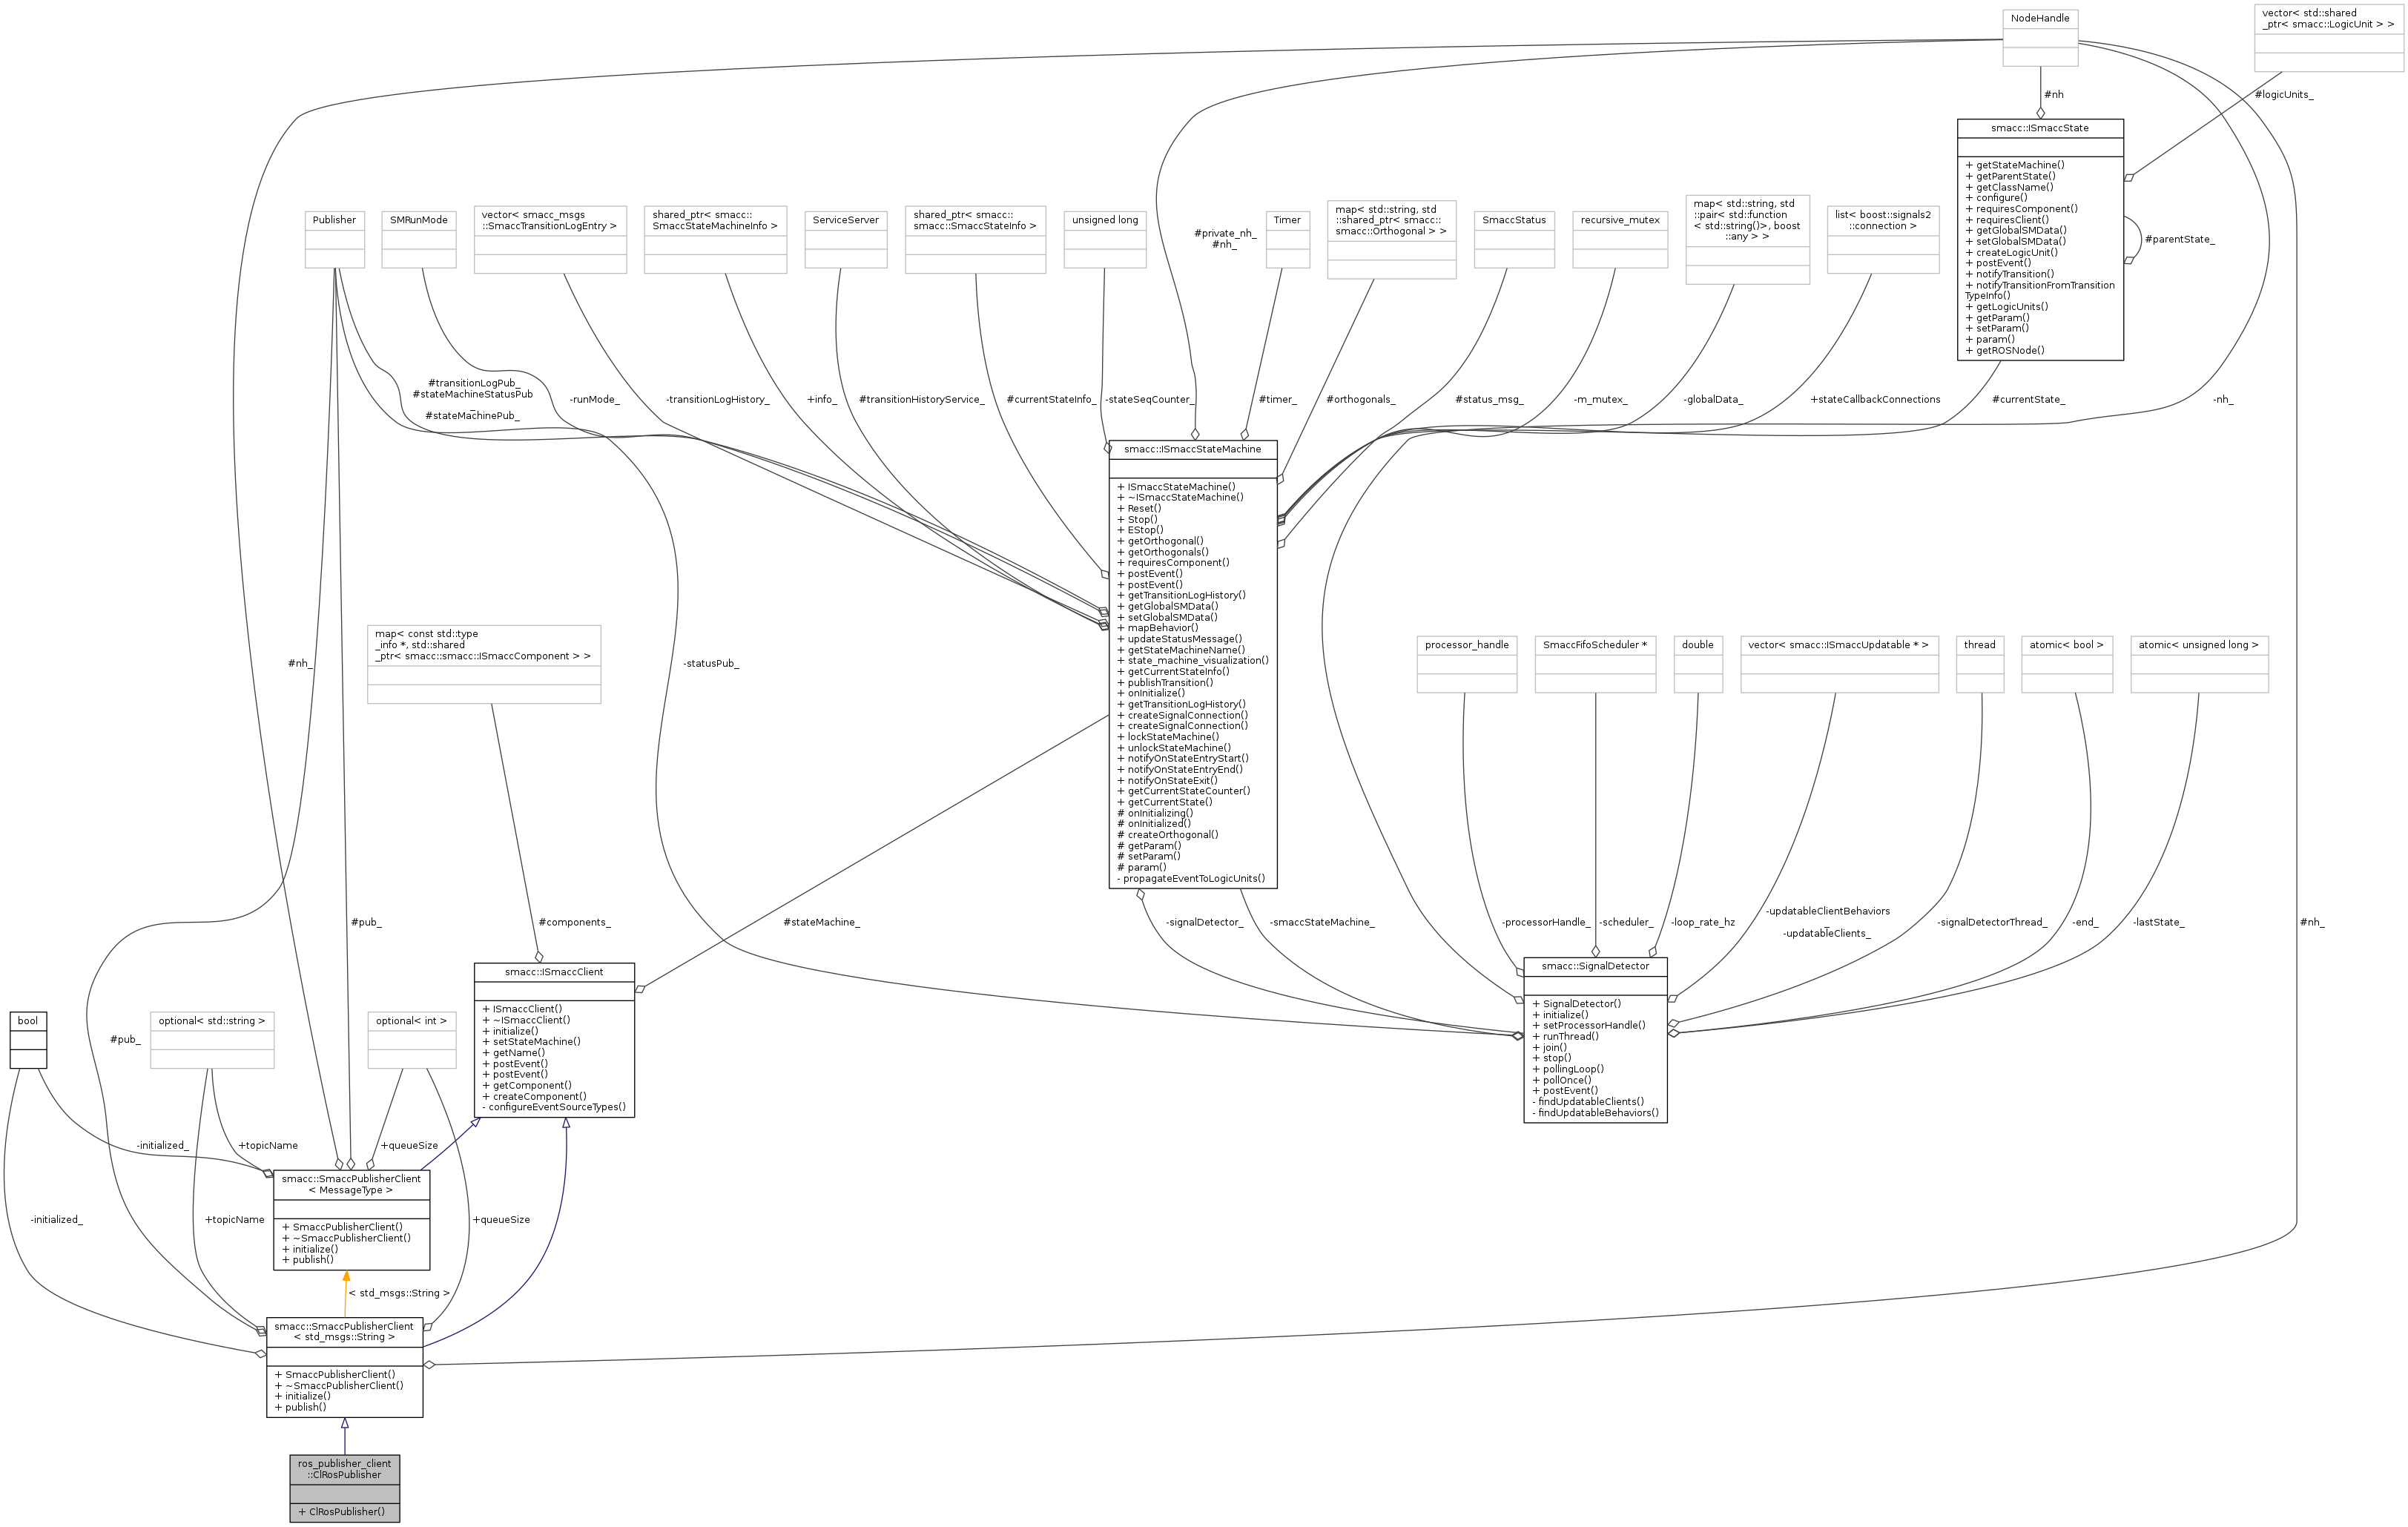 NodeHandle
vector< std::shared
_ptr< smacc::LogicUnit > >
#nh
#logicUnits_
smacc::ISmaccState
+ getStateMachine()
+ getParentState()
+ getClassName()
+ configure()
+ requiresComponent()
+ requiresClient()
+ getGlobalSMData()
+ setGlobalSMData()
+ createLogicUnit()
+ postEvent()
+ notifyTransition()
+ notifyTransitionFromTransition
TypeInfo()
+ getLogicUnits()
+ getParam()
+ setParam()
+ param()
+ getROSNode()
#parentState_
Publisher
SMRunMode
vector< smacc_msgs
::SmaccTransitionLogEntry >
shared_ptr< smacc::
SmaccStateMachineInfo >
ServiceServer
shared_ptr< smacc::
smacc::SmaccStateInfo >
unsigned long
#private_nh_
#nh_
Timer
map< std::string, std
::shared_ptr< smacc::
smacc::Orthogonal > >
SmaccStatus
recursive_mutex
map< std::string, std
::pair< std::function
< std::string()>, boost
::any > >
list< boost::signals2
::connection >
#transitionLogPub_
#stateMachineStatusPub
_
#stateMachinePub_
-runMode_
-transitionLogHistory_
+info_
#transitionHistoryService_
#currentStateInfo_
-stateSeqCounter_
#timer_
#orthogonals_
#status_msg_
-m_mutex_
-globalData_
+stateCallbackConnections
#currentState_
-nh_
smacc::ISmaccStateMachine
+ ISmaccStateMachine()
+ ~ISmaccStateMachine()
+ Reset()
+ Stop()
+ EStop()
+ getOrthogonal()
+ getOrthogonals()
+ requiresComponent()
+ postEvent()
+ postEvent()
+ getTransitionLogHistory()
+ getGlobalSMData()
+ setGlobalSMData()
+ mapBehavior()
+ updateStatusMessage()
+ getStateMachineName()
+ state_machine_visualization()
+ getCurrentStateInfo()
+ publishTransition()
+ onInitialize()
+ getTransitionLogHistory()
+ createSignalConnection()
+ createSignalConnection()
+ lockStateMachine()
+ unlockStateMachine()
+ notifyOnStateEntryStart()
+ notifyOnStateEntryEnd()
+ notifyOnStateExit()
+ getCurrentStateCounter()
+ getCurrentState()
# onInitializing()
# onInitialized()
# createOrthogonal()
# getParam()
# setParam()
# param()
- propagateEventToLogicUnits()
map< const std::type
_info *, std::shared
_ptr< smacc::smacc::ISmaccComponent > >
#nh_
-statusPub_
processor_handle
SmaccFifoScheduler *
double
vector< smacc::ISmaccUpdatable * >
thread
atomic< bool >
atomic< unsigned long >
#pub_
#components_
#stateMachine_
-signalDetector_
-smaccStateMachine_
-processorHandle_
-scheduler_
-loop_rate_hz
-updatableClientBehaviors
_
-updatableClients_
-signalDetectorThread_
-end_
-lastState_
#nh_
smacc::ISmaccClient
+ ISmaccClient()
+ ~ISmaccClient()
+ initialize()
+ setStateMachine()
+ getName()
+ postEvent()
+ postEvent()
+ getComponent()
+ createComponent()
- configureEventSourceTypes()
smacc::SignalDetector
+ SignalDetector()
+ initialize()
+ setProcessorHandle()
+ runThread()
+ join()
+ stop()
+ pollingLoop()
+ pollOnce()
+ postEvent()
- findUpdatableClients()
- findUpdatableBehaviors()
bool
optional< std::string >
optional< int >
#pub_
-initialized_
+topicName
+queueSize
smacc::SmaccPublisherClient
< MessageType >
+ SmaccPublisherClient()
+ ~SmaccPublisherClient()
+ initialize()
+ publish()
-initialized_
+topicName
+queueSize
< std_msgs::String >
smacc::SmaccPublisherClient
< std_msgs::String >
+ SmaccPublisherClient()
+ ~SmaccPublisherClient()
+ initialize()
+ publish()
ros_publisher_client
::ClRosPublisher
+ ClRosPublisher()